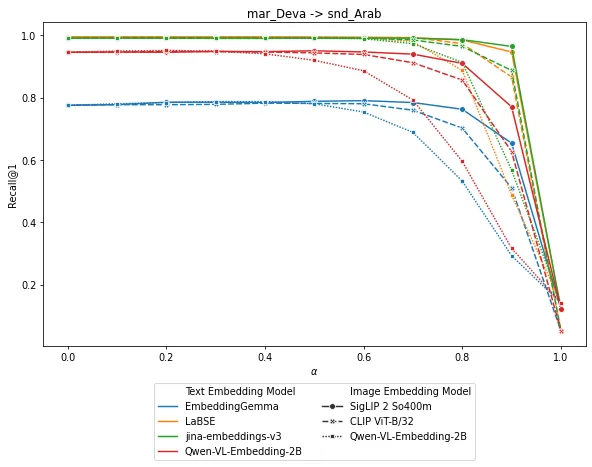 mar_Deva -> snd_Arab
Recall@1
1.0
0.8
0.6
0.4
0.2
0.0 0.2 0.4 0.6 0.8 1.0
α
Text Embedding Model Image Embedding Model
EmbeddingGemma SigLIP 2 So400m
LaBSE CLIP ViT-B/32
jina-embeddings-v3 Qwen-VL-Embedding-2B
Qwen-VL-Embedding-2B